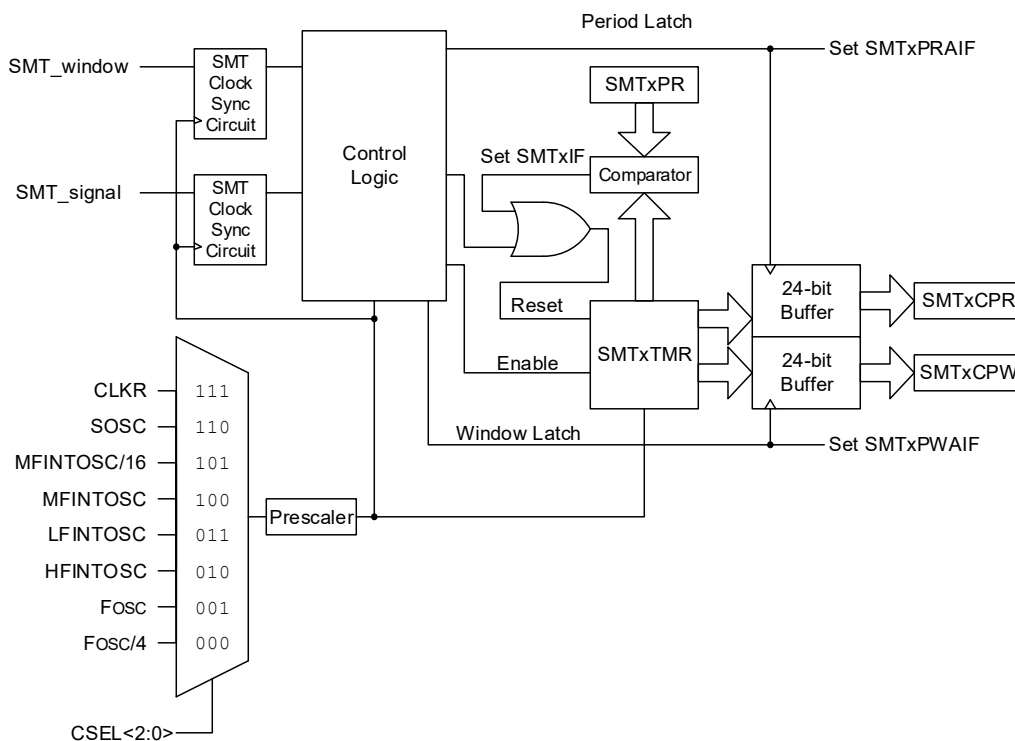 Period Latch
Set SMTxPRAIF
SMT_window
SMT
Clock
Sync
Circuit
Control
Logic
SMTxPR
Set SMTxIF
Comparator
SMT_signal
SMT
Clock
Sync
Circuit
Reset
SMTxTMR
24-bit
Buffer
SMTxCPR
Enable
24-bit
Buffer
SMTxCPW
Window Latch
Set SMTxPWAIF
CLKR 111
SOSC 110
MFINTOSC/16 101
MFINTOSC 100
LFINTOSC 011
HFINTOSC 010
FOSC 001
FOSC/4 000
Prescaler
CSEL<2:0>